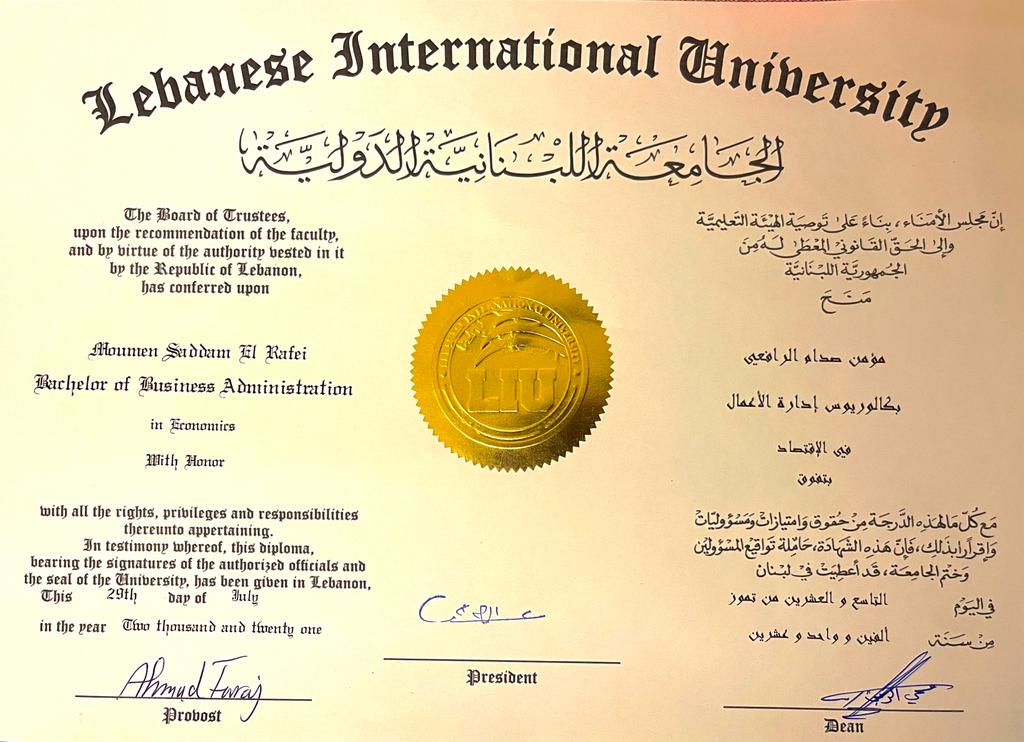 Lebanese International University
الجامعة اللبنانية الدولية
The Board of Trustees,
upon the recommendation of the faculty,
and by virtue of the authority vested in it
by the Republic of Lebanon,
has conferred upon
Moumen Saddam El Rafei
Bachelor of Business Administration
in Economics
With Honor
with all the rights, privileges and responsibilities
thereunto appertaining.
In testimony whereof, this diploma,
bearing the signatures of the authorized officials and
the seal of the University, has been given in Lebanon,
This 29th day of July
in the year Two thousand and twenty one
إنّ مجلس الأمناء، بناءً على توصية الهيئة التعليميّة
وإلى الحقّ القانوني المعطى له من
الجمهوريّة اللبنانيّة
منح
مؤمن صدام الرافعي
بكالوريوس إدارة الأعمال
في الإقتصاد
بتفوق
مع كلّ ما لهذه الدّرجة من حقوق وامتيازات ومسؤوليات
وإقراراً بذلك، فإنّ هذه الشهادة، حاملة تواقيع المسؤولين
وختم الجامعة، قد أعطيت في لبنان
في اليوم التاسع و العشرين من تموز
من سنة الفين و واحد و عشرين
LEBANESE INTERNATIONAL UNIVERSITY
LIU
Ahmad Faraj
Provost
President
Dean